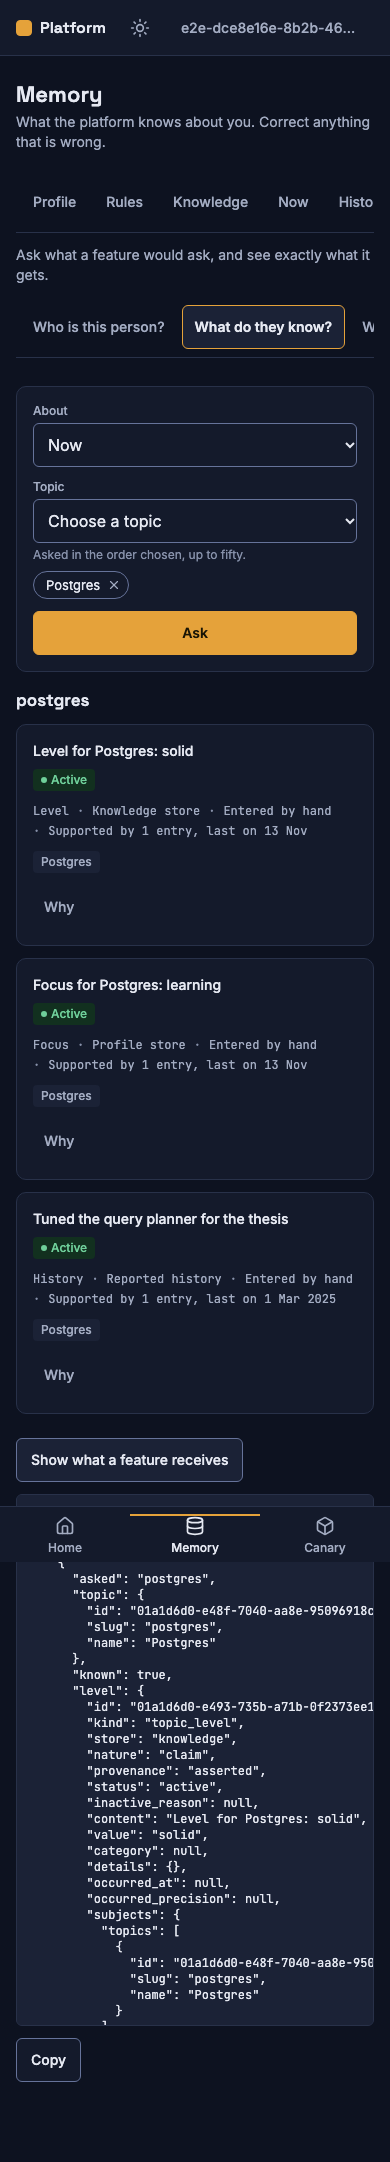 Platform
e2e-dce8e16e-8b2b-46...
Memory
What the platform knows about you. Correct anything
that is wrong.
Profile Rules Knowledge Now Histo
Ask what a feature would ask, and see exactly what it
gets.
Who is this person? What do they know? W
About
Now
Topic
Choose a topic
Asked in the order chosen, up to fifty.
Postgres ×
Ask
postgres
Level for Postgres: solid
Active
Level · Knowledge store · Entered by hand
· Supported by 1 entry, last on 13 Nov
Postgres
Why
Focus for Postgres: learning
Active
Focus · Profile store · Entered by hand
· Supported by 1 entry, last on 13 Nov
Postgres
Why
Tuned the query planner for the thesis
Active
History · Reported history · Entered by hand
· Supported by 1 entry, last on 1 Mar 2025
Postgres
Why
Show what a feature receives
Home Memory Canary
{
"asked": "postgres",
"topic": {
"id": "01a1d6d0-e48f-7040-aa8e-95096918c
"slug": "postgres",
"name": "Postgres"
},
"known": true,
"level": {
"id": "01a1d6d0-e493-735b-a71b-0f2373ee1
"kind": "topic_level",
"store": "knowledge",
"nature": "claim",
"provenance": "asserted",
"status": "active",
"inactive_reason": null,
"content": "Level for Postgres: solid",
"value": "solid",
"category": null,
"details": {},
"occurred_at": null,
"occurred_precision": null,
"subjects": {
"topics": [
{
"id": "01a1d6d0-e48f-7040-aa8e-950
"slug": "postgres",
"name": "Postgres"
}
]
Copy